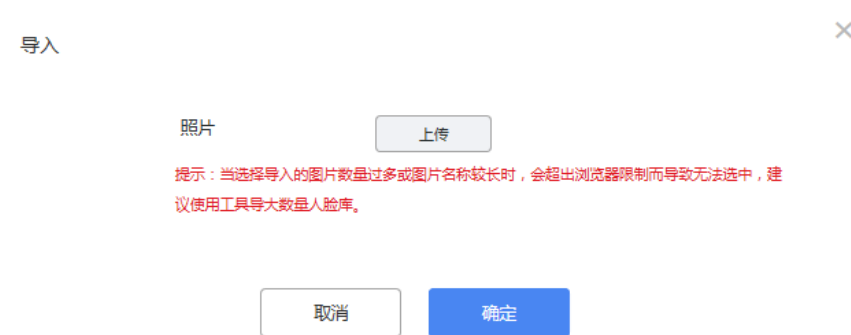 导入
照片
上传
提示：当选择导入的图片数量过多或图片名称较长时，会超出浏览器限制而导致无法选中，建
议使用工具导大数量人脸库。
取消
确定